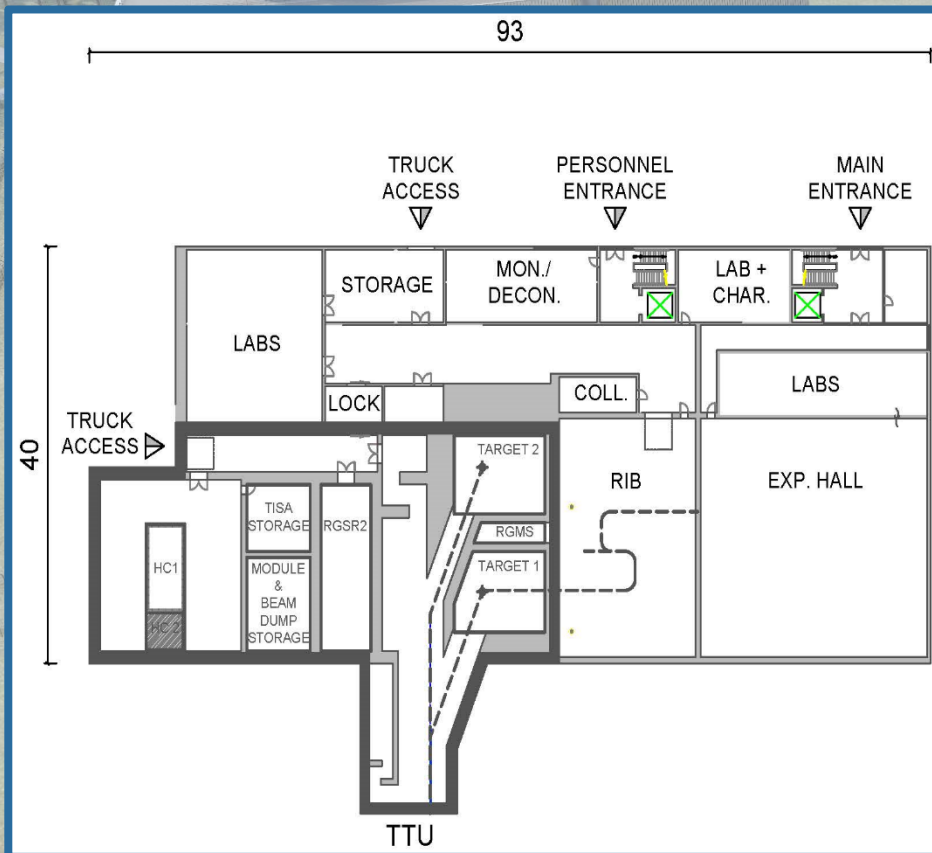 93
TRUCK
ACCESS
PERSONNEL
ENTRANCE
MAIN
ENTRANCE
STORAGE
MON./
DECON.
LAB +
CHAR.
LABS
LABS
COLL.
LOCK
TRUCK
ACCESS
40
TARGET 2
RIB
EXP. HALL
TISA
STORAGE
RGSR2
RGMS
HC1
MODULE
&
BEAM
DUMP
STORAGE
TARGET 1
HC 2
TTU